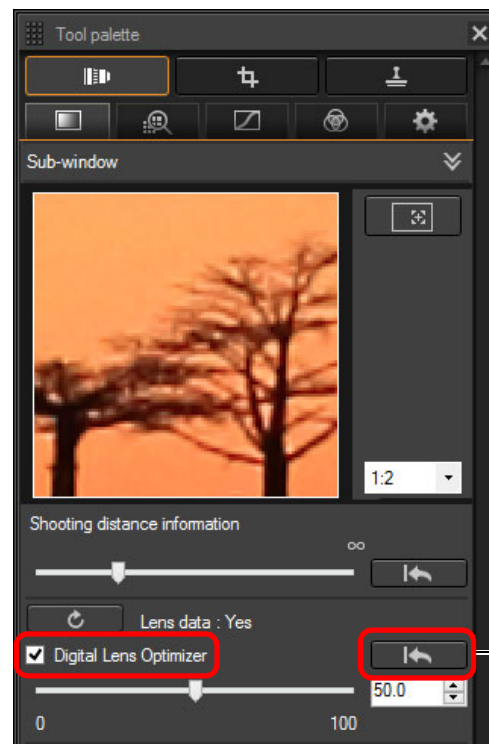 Tool palette
Sub-window
1:2
Shooting distance information
∞
Lens data : Yes
Digital Lens Optimizer
50.0
0 100